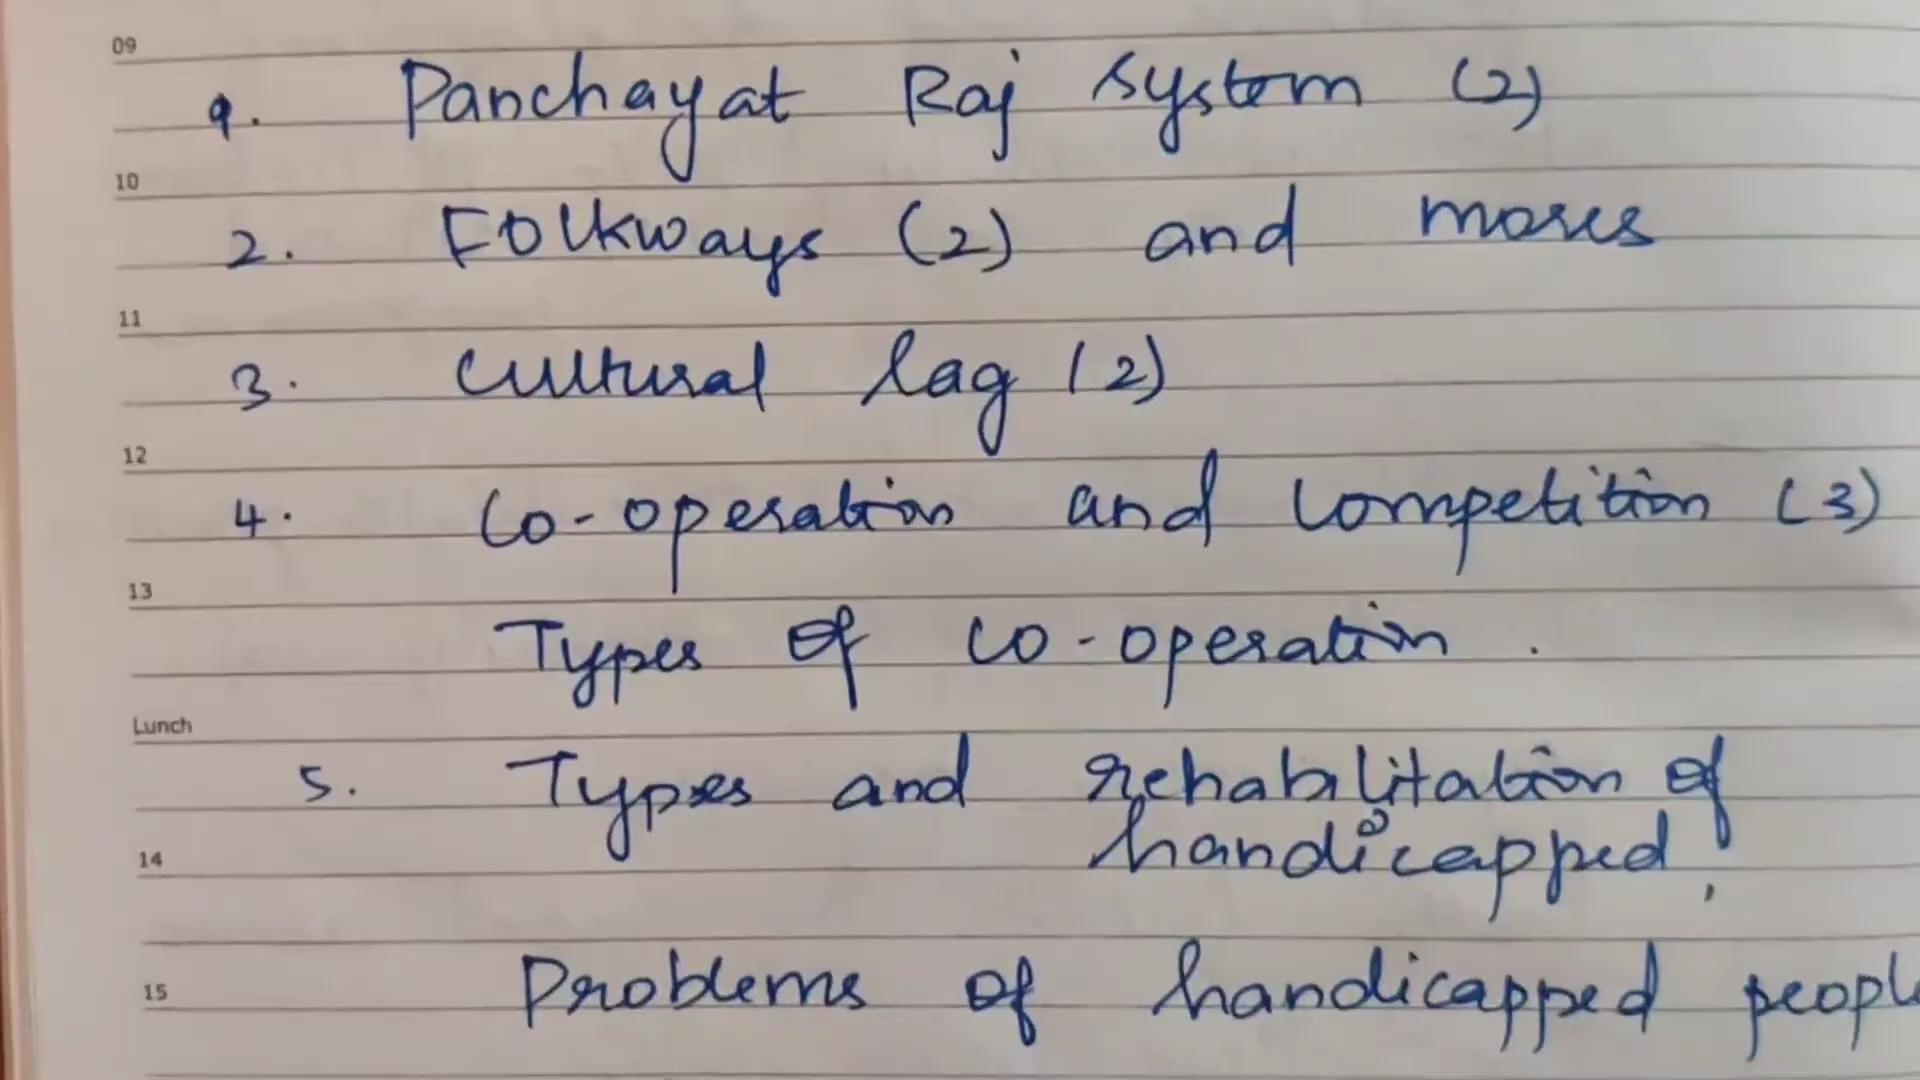 09
1. Panchayat Raj system (2)
10
2. Folkways (2) and mores
11
3. Cultural lag (2)
12
4. Co-operation and competition (3)
13
Types of co-operation.
Lunch
5. Types and rehabilitation of
handicapped,
14
Problems of handicapped peopl
15